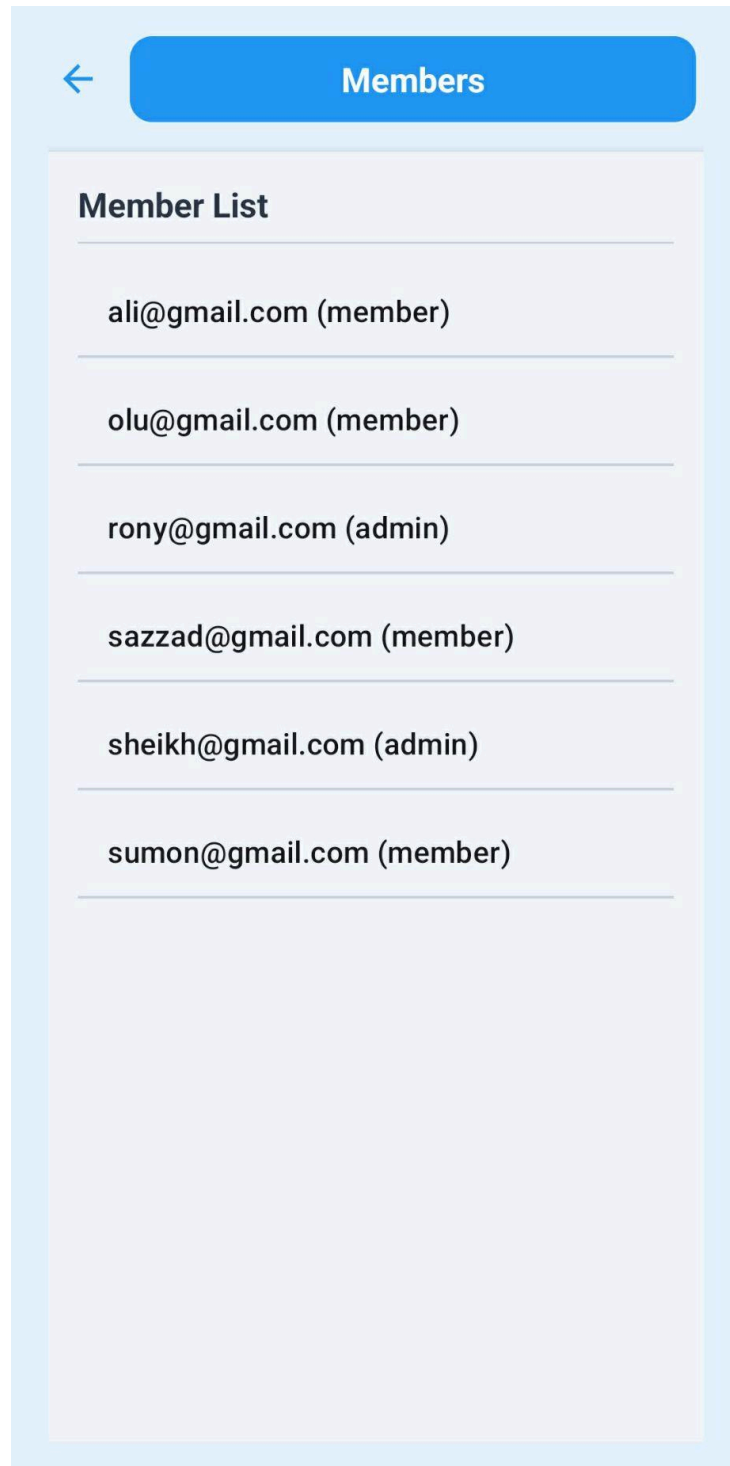 Members
Member List
ali@gmail.com (member)
olu@gmail.com (member)
rony@gmail.com (admin)
sazzad@gmail.com (member)
sheikh@gmail.com (admin)
sumon@gmail.com (member)